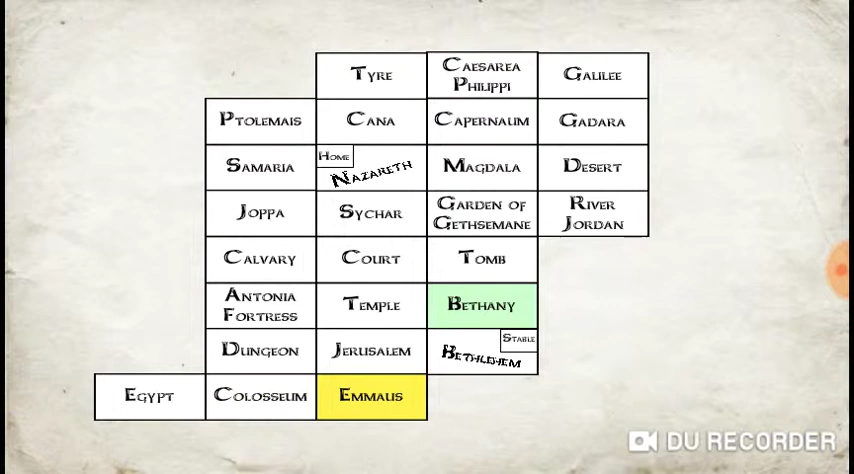 Tyre
Caesarea
Philippi
Galilee
Ptolemais
Cana
Capernaum
Gadara
Samaria
Home
Nazareth
Magdala
Desert
Joppa
Sychar
Garden of
Gethsemane
River
Jordan
Calvary
Court
Tomb
Antonia
Fortress
Temple
Bethany
Dungeon
Jerusalem
Stable
Bethlehem
Egypt
Colosseum
Emmaus
DU RECORDER